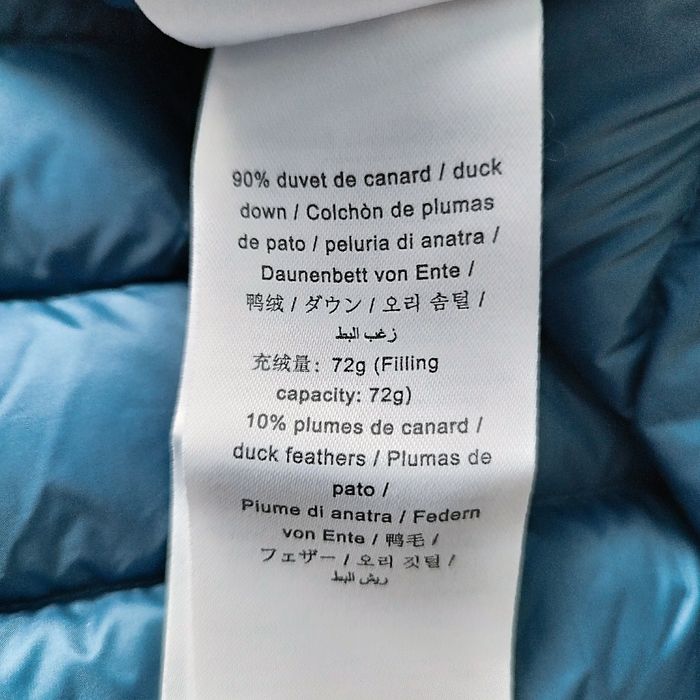 90% duvet de canard / duck
down / Colchòn de plumas
de pato / peluria di anatra /
Daunenbett von Ente /
鸭绒 / ダウン / 오리 솜털 /
زغب البط
充绒量: 72g (Fiiling
capacity: 72g)
10% plumes de canard /
duck feathers / Plumas de
pato /
Piume di anatra / Federn
von Ente / 鸭毛 /
フェザー / 오리 깃털 /
ريش البط